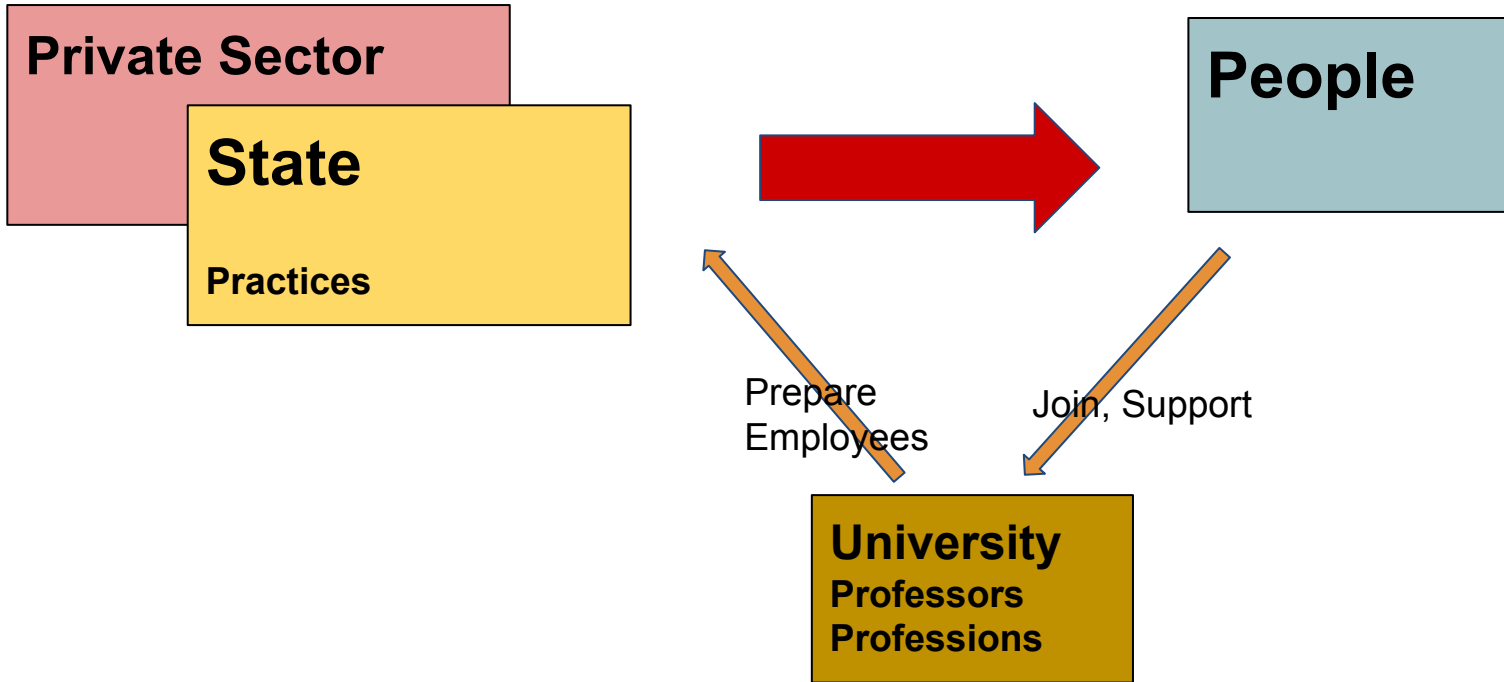 Private Sector
State
Practices
People
Prepare
Employees
Join, Support
University
Professors
Professions